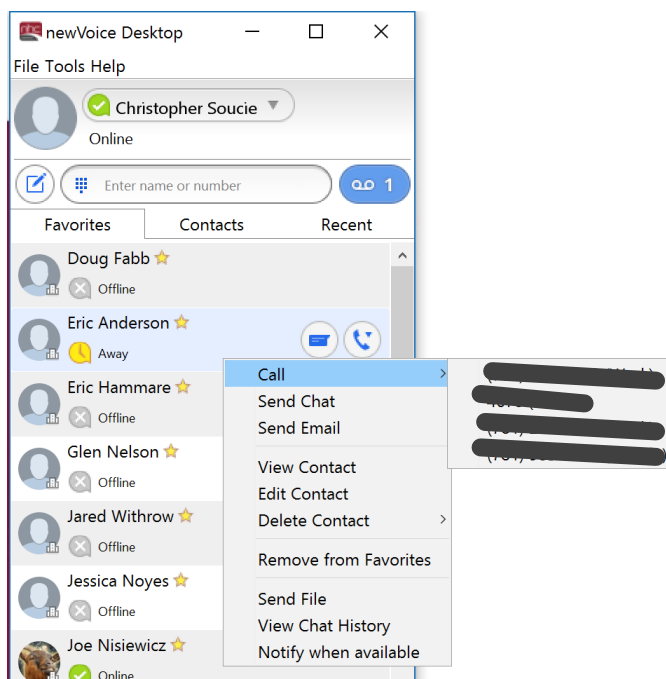 newVoice Desktop
File Tools Help
Christopher Soucie
Online
Enter name or number
1
Favorites Contacts Recent
Doug Fabb
Offline
Eric Anderson
Away
Eric Hammare
Offline
Glen Nelson
Offline
Jared Withrow
Offline
Jessica Noyes
Offline
Joe Nisiewicz
Online
Call
Send Chat
Send Email
View Contact
Edit Contact
Delete Contact
Remove from Favorites
Send File
View Chat History
Notify when available